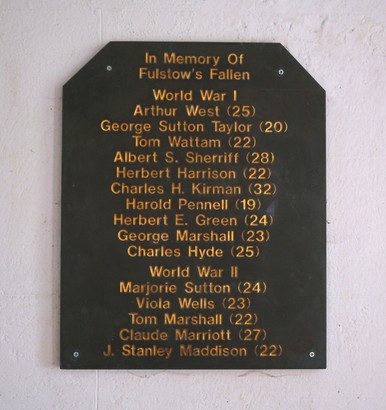 In Memory Of
Fulstow's Fallen
World War I
Arthur West (25)
George Sutton Taylor (20)
Tom Wattam (22)
Albert S. Sherriff (28)
Herbert Harrison (22)
Charles H. Kirman (32)
Harold Pennell (19)
Herbert E. Green (24)
George Marshall (23)
Charles Hyde (25)
World War II
Marjorie Sutton (24)
Viola Wells (23)
Tom Marshall (22)
Claude Marriott (27)
J. Stanley Maddison (22)